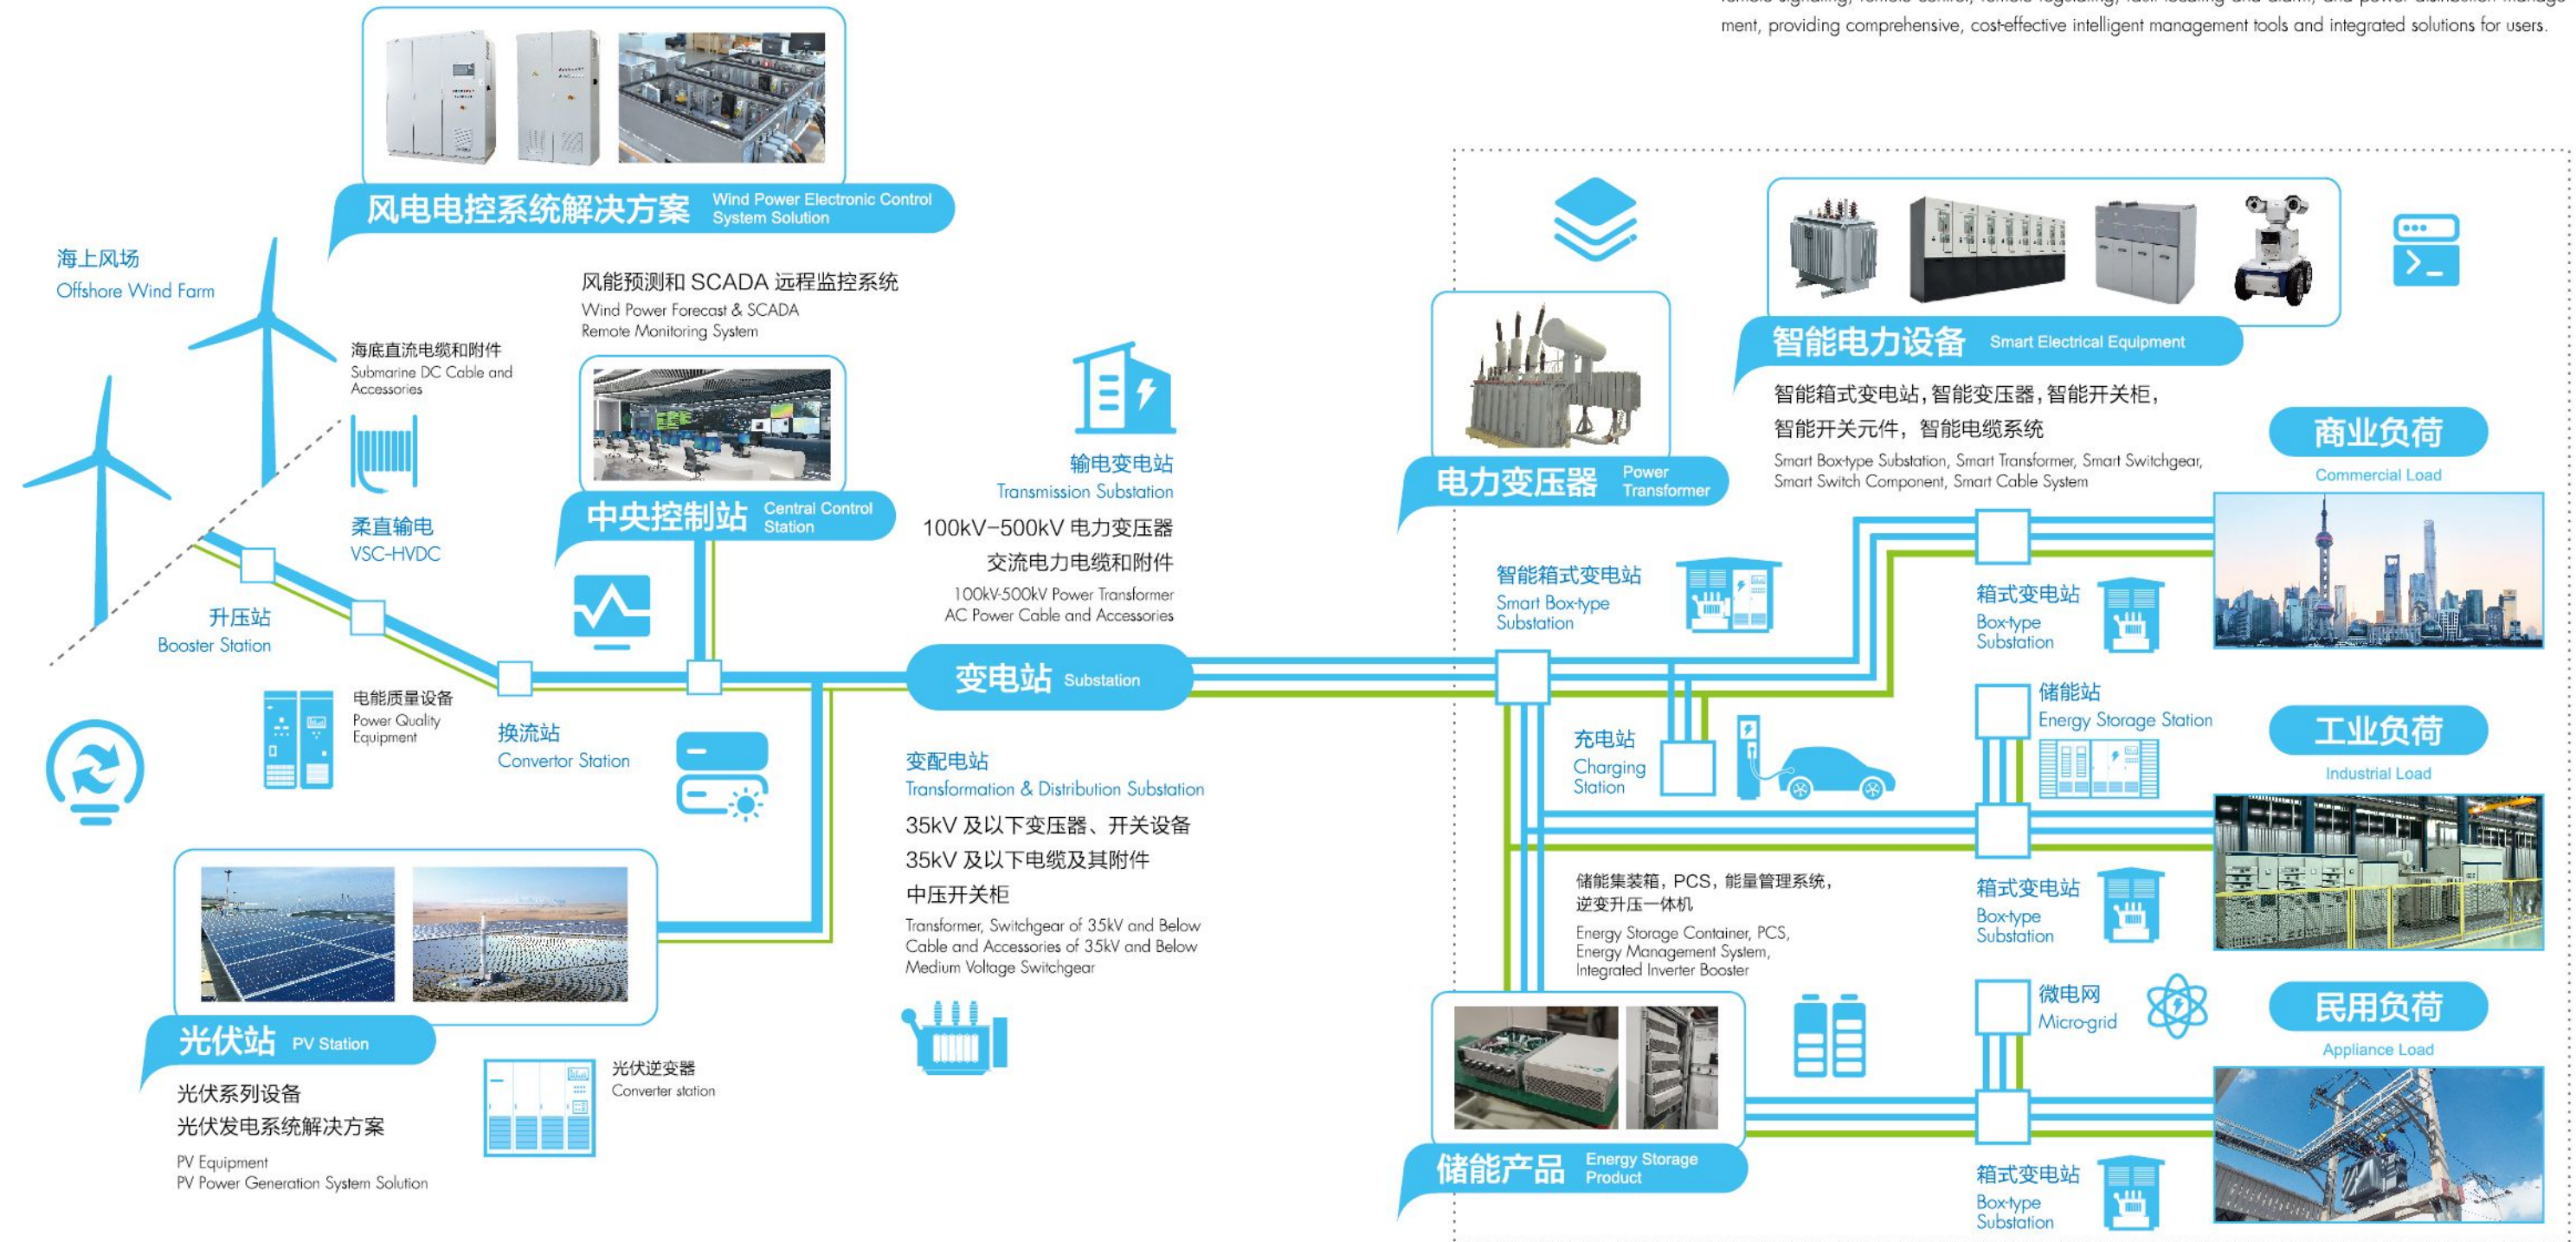 ment, providing comprehensive, cost-effective intelligent management tools and integrated solutions for users.
风电电控系统解决方案
Wind Power Electronic Control
System Solution
海上风场
Offshore Wind Farm
风能预测和 SCADA 远程监控系统
Wind Power Forecast & SCADA
Remote Monitoring System
海底直流电缆和附件
Submarine DC Cable and
Accessories
柔直输电
VSC-HVDC
中央控制站
Central Control
Station
升压站
Booster Station
电能质量设备
Power Quality
Equipment
换流站
Convertor Station
光伏站
PV Station
光伏系列设备
光伏发电系统解决方案
PV Equipment
PV Power Generation System Solution
光伏逆变器
Converter station
输电变电站
Transmission Substation
100kV-500kV 电力变压器
交流电力电缆和附件
100kV-500kV Power Transformer
AC Power Cable and Accessories
变电站
Substation
变配电站
Transformation & Distribution Substation
35kV 及以下变压器、开关设备
35kV 及以下电缆及其附件
中压开关柜
Transformer, Switchgear of 35kV and Below
Cable and Accessories of 35kV and Below
Medium Voltage Switchgear
电力变压器
Power
Transformer
智能电力设备
Smart Electrical Equipment
智能箱式变电站，智能变压器，智能开关柜，
智能开关元件，智能电缆系统
Smart Box-type Substation, Smart Transformer, Smart Switchgear,
Smart Switch Component, Smart Cable System
智能箱式变电站
Smart Box-type
Substation
充电站
Charging
Station
箱式变电站
Box-type
Substation
商业负荷
Commercial Load
储能站
Energy Storage Station
工业负荷
Industrial Load
箱式变电站
Box-type
Substation
储能集装箱，PCS，能量管理系统，
逆变升压一体机
Energy Storage Container, PCS,
Energy Management System,
Integrated Inverter Booster
储能产品
Energy Storage
Product
微电网
Micro-grid
民用负荷
Appliance Load
箱式变电站
Box-type
Substation